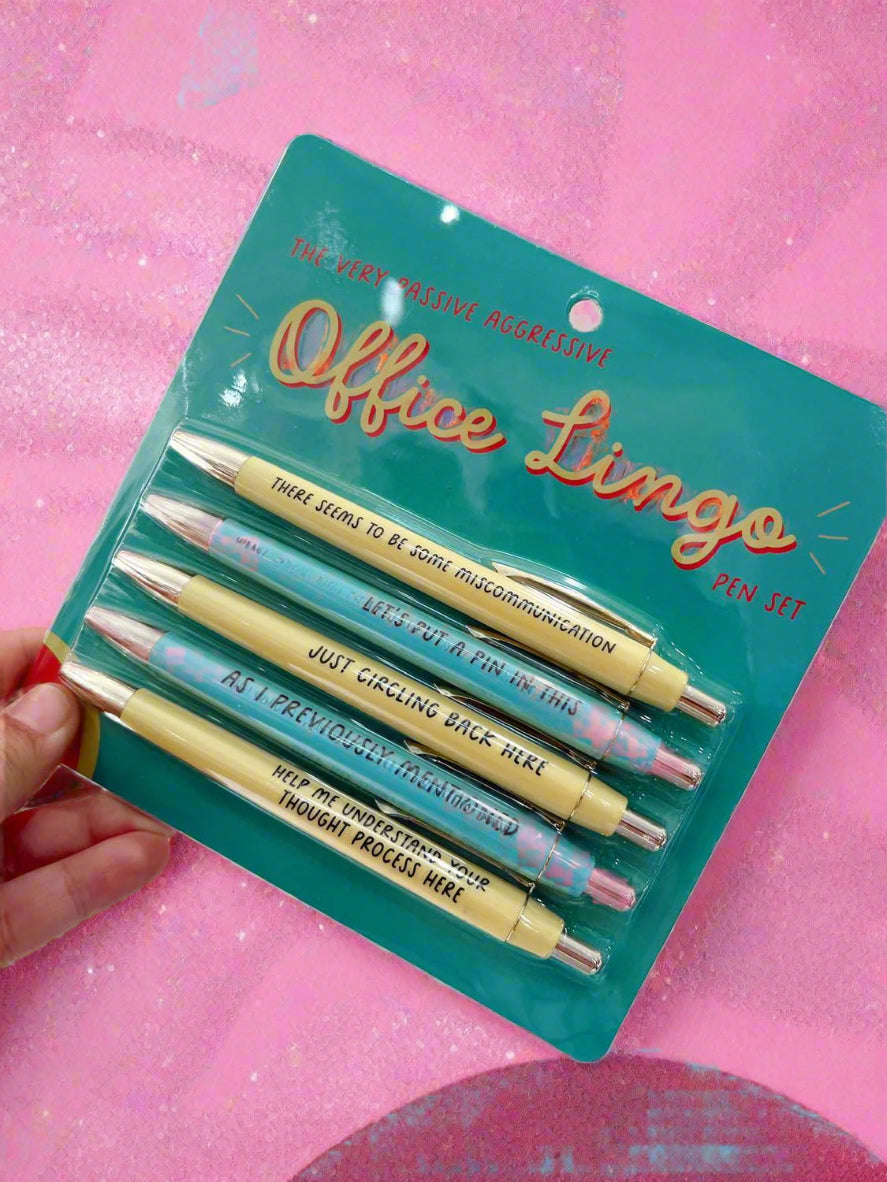 THE VERY PASSIVE AGGRESSIVE
Office Lingo
PEN SET
THERE SEEMS TO BE SOME MISCOMMUNICATION
LET'S PUT A PIN IN THIS
JUST CIRCLING BACK HERE
AS I PREVIOUSLY MENTIONED
HELP ME UNDERSTAND YOUR
THOUGHT PROCESS HERE